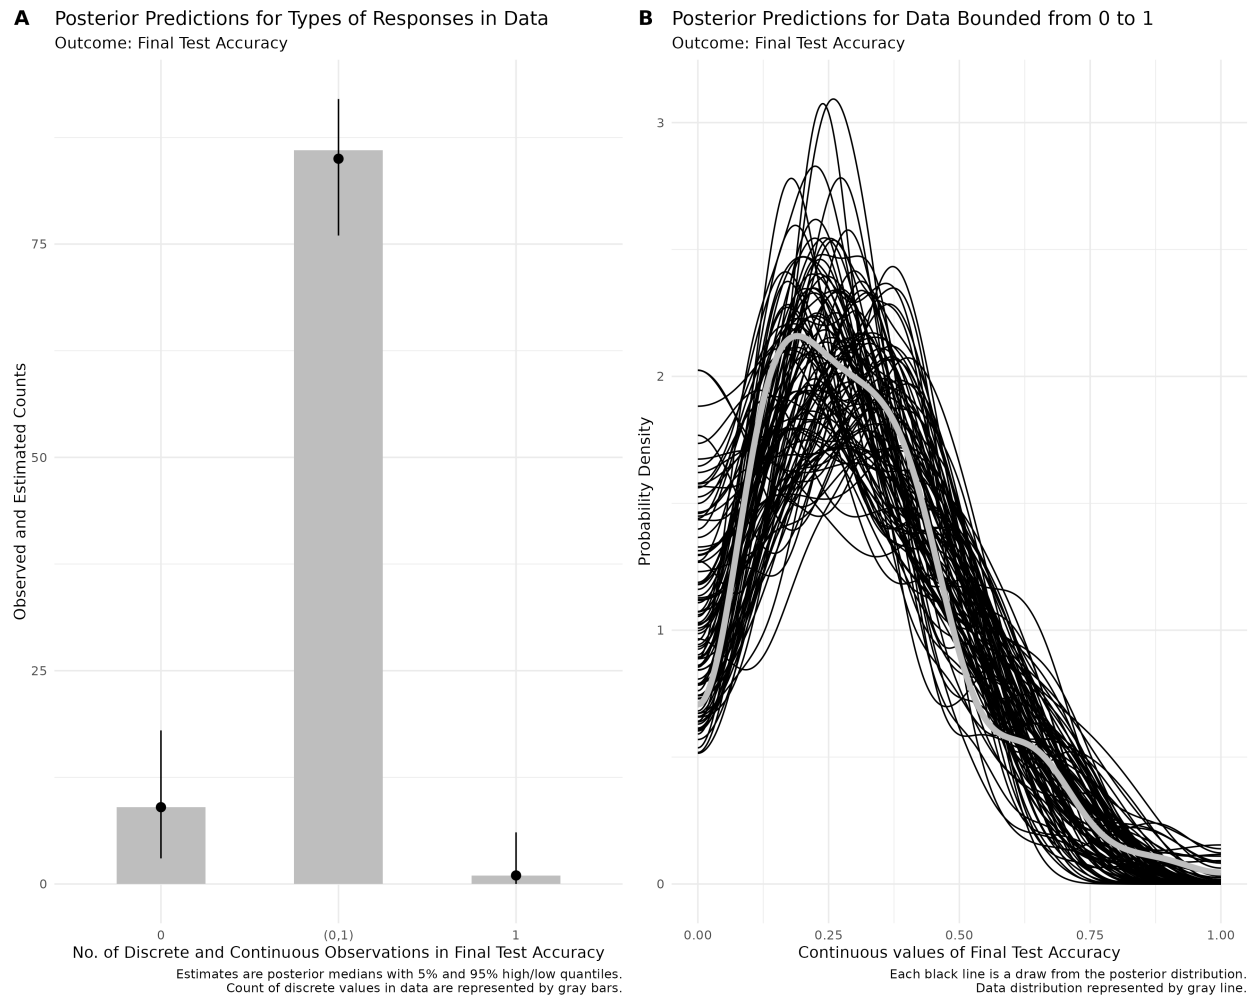 A Posterior Predictions for Types of Responses in Data
Outcome: Final Test Accuracy
Observed and Estimated Counts
75
50
25
0
0 (0,1) 1
No. of Discrete and Continuous Observations in Final Test Accuracy
Estimates are posterior medians with 5% and 95% high/low quantiles.
Count of discrete values in data are represented by gray bars.
B Posterior Predictions for Data Bounded from 0 to 1
Outcome: Final Test Accuracy
Probability Density
3
2
1
0
0.00 0.25 0.50 0.75 1.00
Continuous values of Final Test Accuracy
Each black line is a draw from the posterior distribution.
Data distribution represented by gray line.